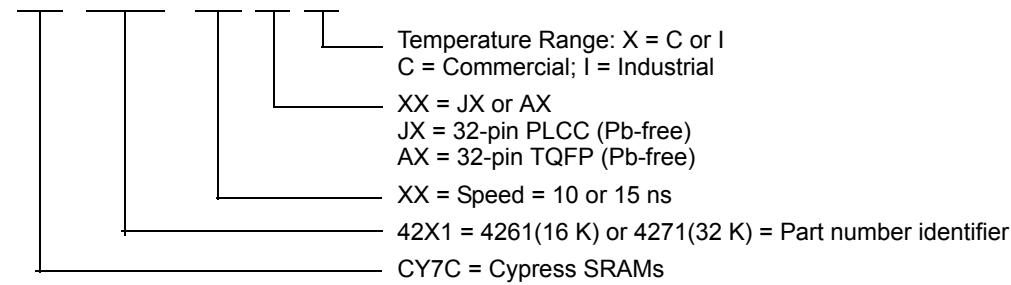 Temperature Range: X = C or I
C = Commercial; I = Industrial
XX = JX or AX
JX = 32-pin PLCC (Pb-free)
AX = 32-pin TQFP (Pb-free)
XX = Speed = 10 or 15 ns
42X1 = 4261(16 K) or 4271(32 K) = Part number identifier
CY7C = Cypress SRAMs